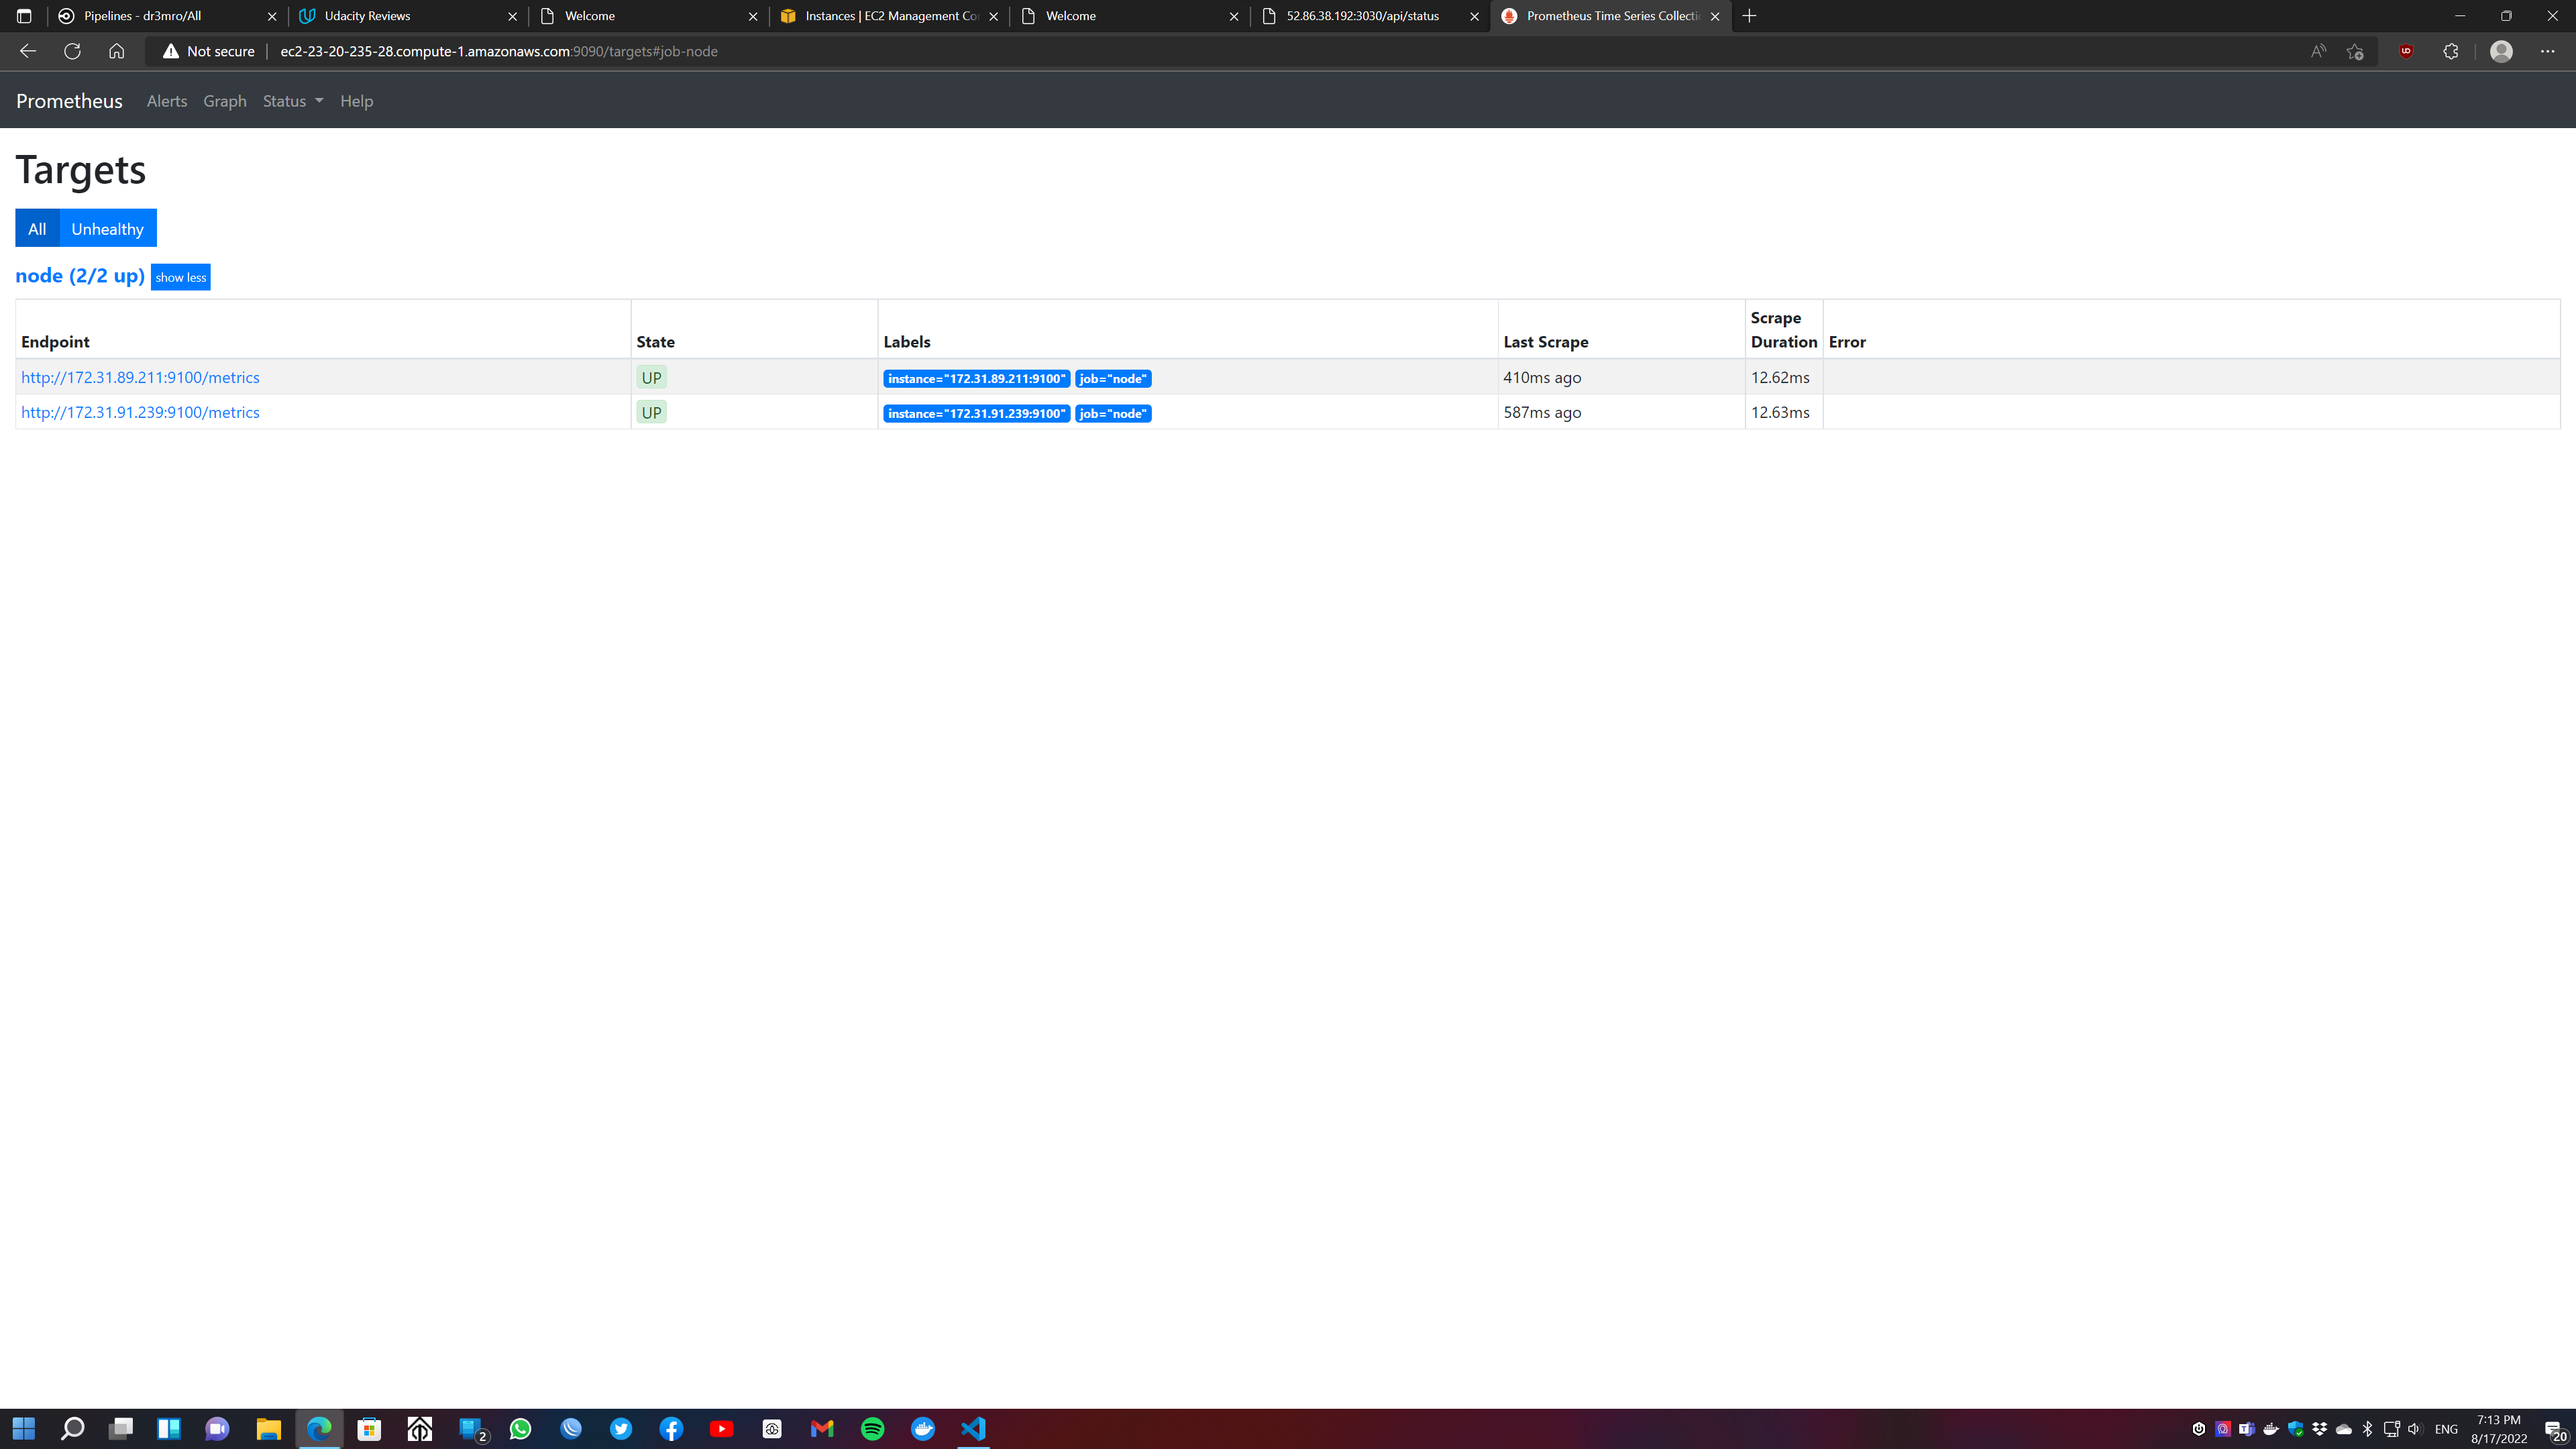 Pipelines - dr3mro/All
Udacity Reviews
Welcome
Instances | EC2 Management Co
Welcome
52.86.38.192:3030/api/status
Prometheus Time Series Collecti
Not secure
ec2-23-20-235-28.compute-1.amazonaws.com:9090/targets#job-node
Prometheus Alerts Graph Status Help
Targets
All Unhealthy
node (2/2 up) show less
Endpoint State Labels Last Scrape Scrape Duration Error
http://172.31.89.211:9100/metrics UP instance="172.31.89.211:9100" job="node" 410ms ago 12.62ms
http://172.31.91.239:9100/metrics UP instance="172.31.91.239:9100" job="node" 587ms ago 12.63ms
2
ENG
7:13 PM
8/17/2022
20